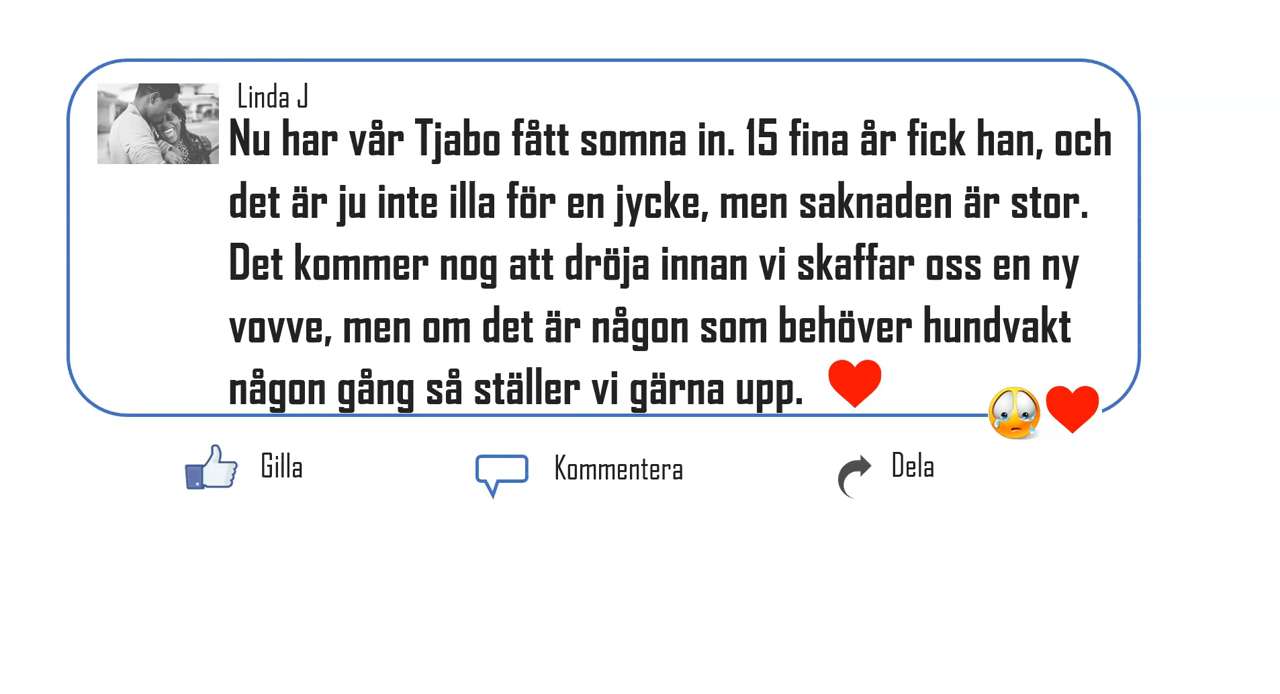 Linda J
Nu har vår Tjabo fått somna in. 15 fina år fick han, och
det är ju inte illa för en jycke, men saknaden är stor.
Det kommer nog att dröja innan vi skaffar oss en ny
vovve, men om det är någon som behöver hundvakt
någon gång så ställer vi gärna upp.
Gilla
Kommentera
Dela